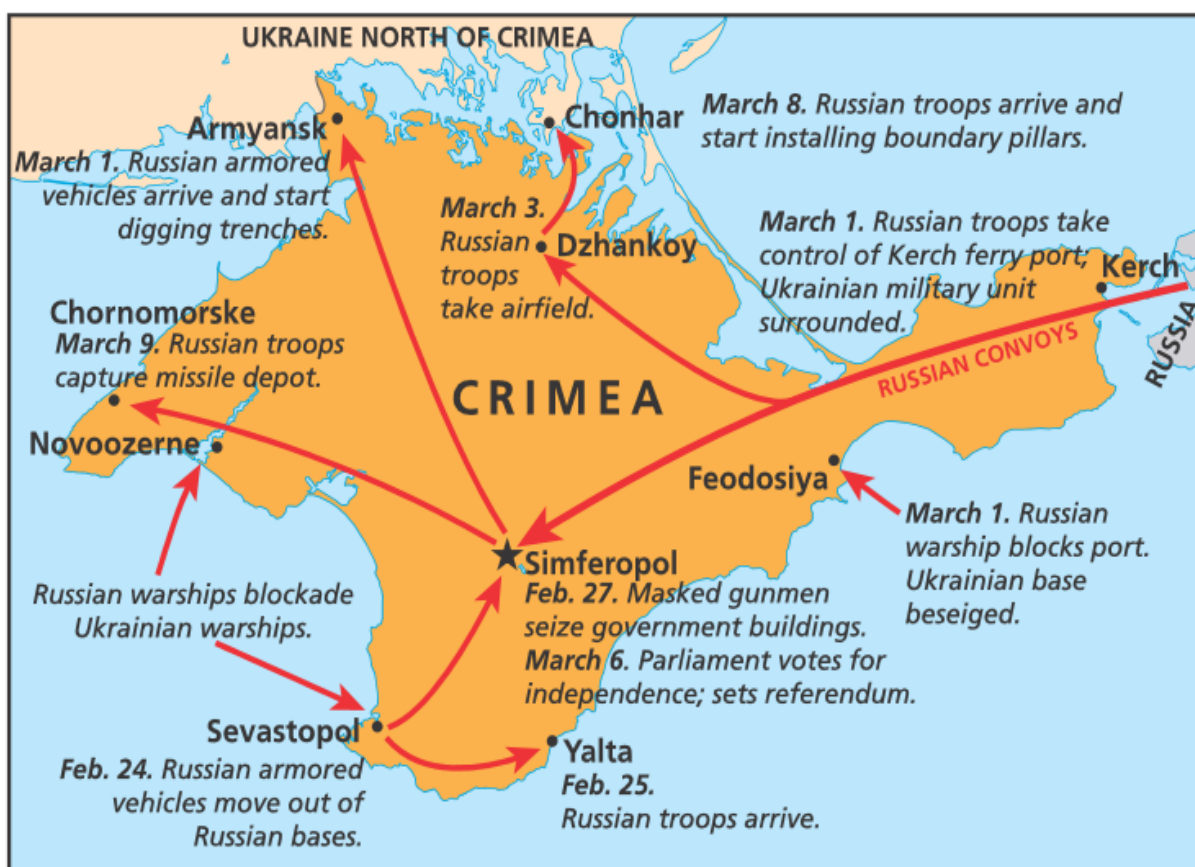 UKRAINE NORTH OF CRIMEA
Armyansk
March 1. Russian armored
vehicles arrive and start
digging trenches.
Chonhar
March 8. Russian troops arrive and
start installing boundary pillars.
March 3.
Russian
troops
take airfield.
Dzhankoy
March 1. Russian troops take
control of Kerch ferry port;
Ukrainian military unit
surrounded.
Kerch
RUSSIA
RUSSIAN CONVOYS
Chornomorske
March 9. Russian troops
capture missile depot.
CRIMEA
Novoozerne
Feodosiya
March 1. Russian
warship blocks port.
Ukrainian base
beseiged.
Simferopol
Feb. 27. Masked gunmen
seize government buildings.
March 6. Parliament votes for
independence; sets referendum.
Russian warships blockade
Ukrainian warships.
Sevastopol
Feb. 24. Russian armored
vehicles move out of
Russian bases.
Yalta
Feb. 25.
Russian troops arrive.